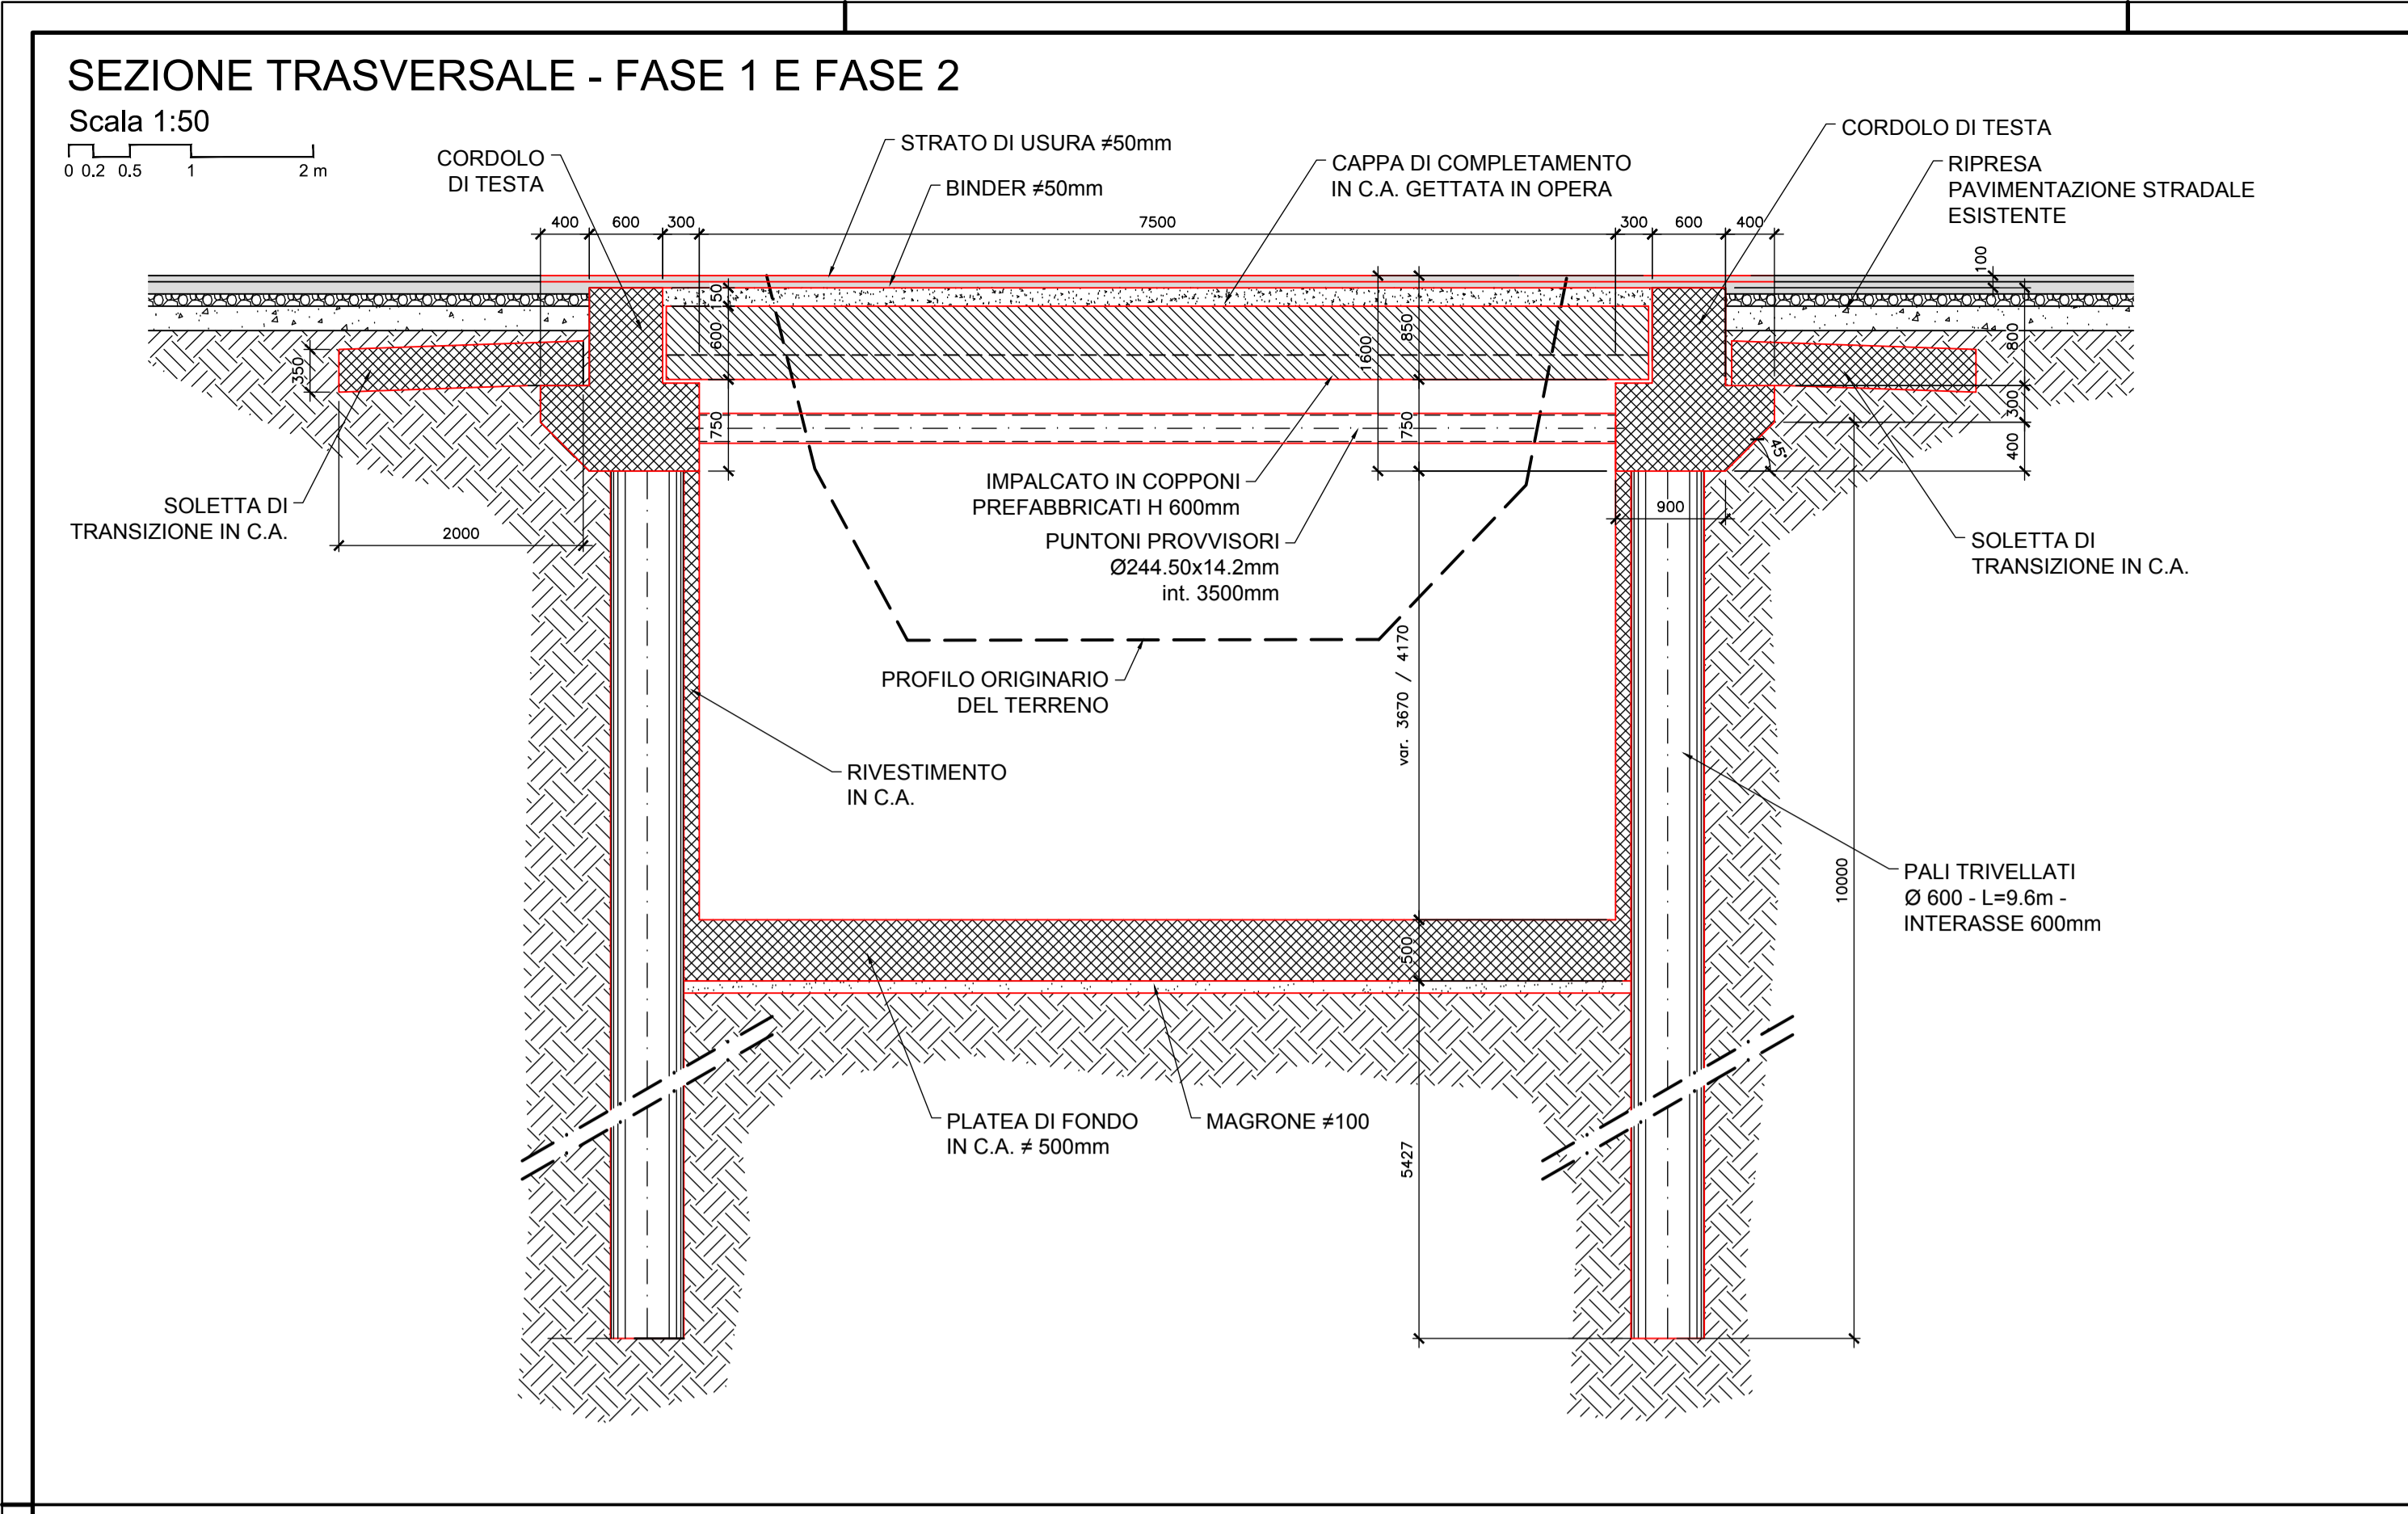 SEZIONE TRASVERSALE - FASE 1 E FASE 2
Scala 1:50
0 0.2 0.5 1 2 m
CORDOLO
DI TESTA
STRATO DI USURA ≠50mm
BINDER ≠50mm
CAPPA DI COMPLETAMENTO
IN C.A. GETTATA IN OPERA
CORDOLO DI TESTA
RIPRESA
PAVIMENTAZIONE STRADALE
ESISTENTE
400 600 300 7500 300 600 400
100
150
600
750
350
1600
850
750
800
300
400
45°
SOLETTA DI
TRANSIZIONE IN C.A.
2000
IMPALCATO IN COPPONI
PREFABBRICATI H 600mm
PUNTONI PROVVISORI
Ø244.50x14.2mm
int. 3500mm
900
SOLETTA DI
TRANSIZIONE IN C.A.
PROFILO ORIGINARIO
DEL TERRENO
var. 3670 / 4170
RIVESTIMENTO
IN C.A.
10000
PALI TRIVELLATI
Ø 600 - L=9.6m -
INTERASSE 600mm
500
PLATEA DI FONDO
IN C.A. ≠ 500mm
MAGRONE ≠100
5427